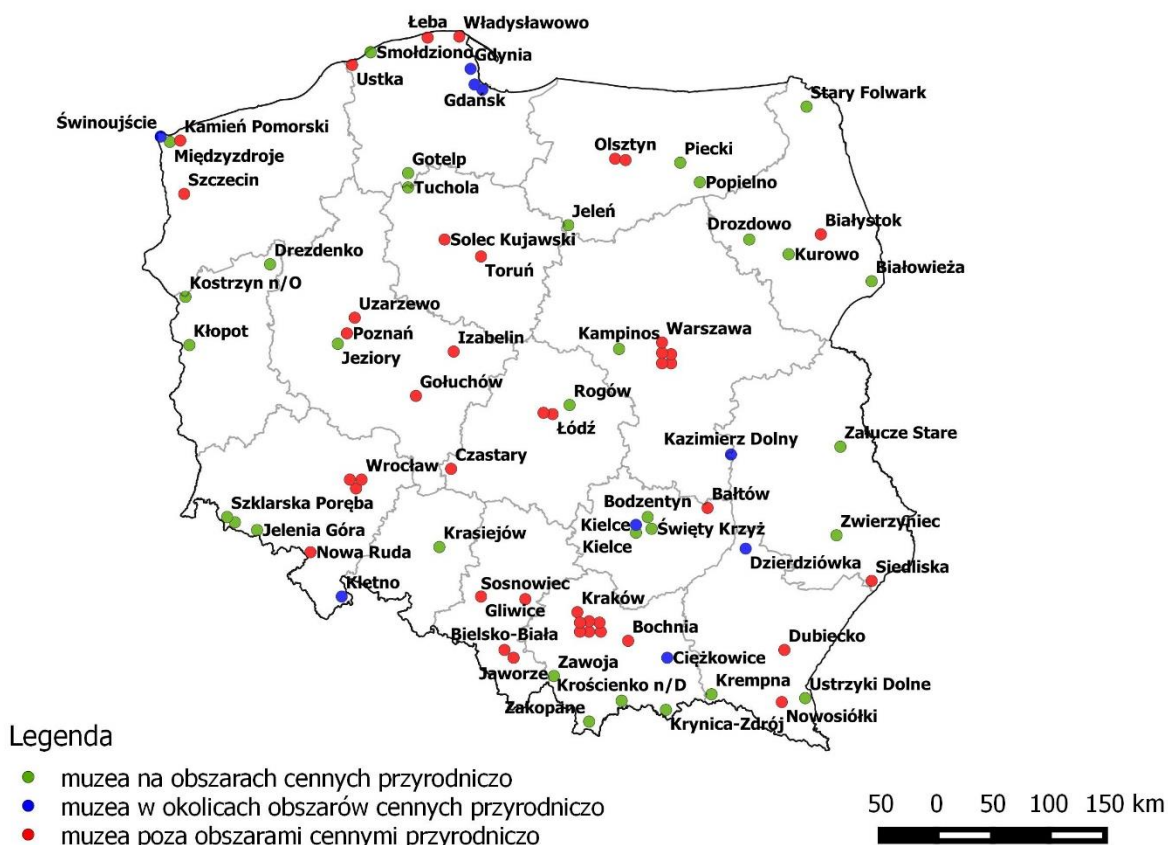 Łeba
Władysławowo
Smołdziono
Gdynia
Ustka
Gdańsk
Stary Folwark
Świnoujście
Kamień Pomorski
Międzyzdroje
Olsztyn
Piecki
Gotelp
Szczecin
Popielno
Tuchola
Jeleń
Drozdowo
Białystok
Solec Kujawski
Drezdenko
Toruń
Kurowo
Białowieża
Kostrzyn n/O
Uzarzewo
Kłopot
Poznań
Izabelin
Kampinos
Warszawa
Jeziory
Gołuchów
Rogów
Łódź
Kazimierz Dolny
Załucze Stare
Wrocław
Czastary
Bałtów
Szklarska Poręba
Bodzentyn
Kielce
Święty Krzyż
Jelenia Góra
Zwierzyniec
Krasiejów
Kielce
Nowa Ruda
Dzierdziówka
Siedliska
Kletno
Sosnowiec
Gliwice
Kraków
Bochnia
Bielsko-Biała
Dubiecko
Zawoja
Ciężkowice
Jaworze
Krościenko n/D
Krempna
Ustrzyki Dolne
Zakopane
Krynica-Zdrój
Nowosiółki
Legenda
muzea na obszarach cennych przyrodniczo
muzea w okolicach obszarów cennych przyrodniczo
muzea poza obszarami cennymi przyrodniczo
50 0 50 100 150 km